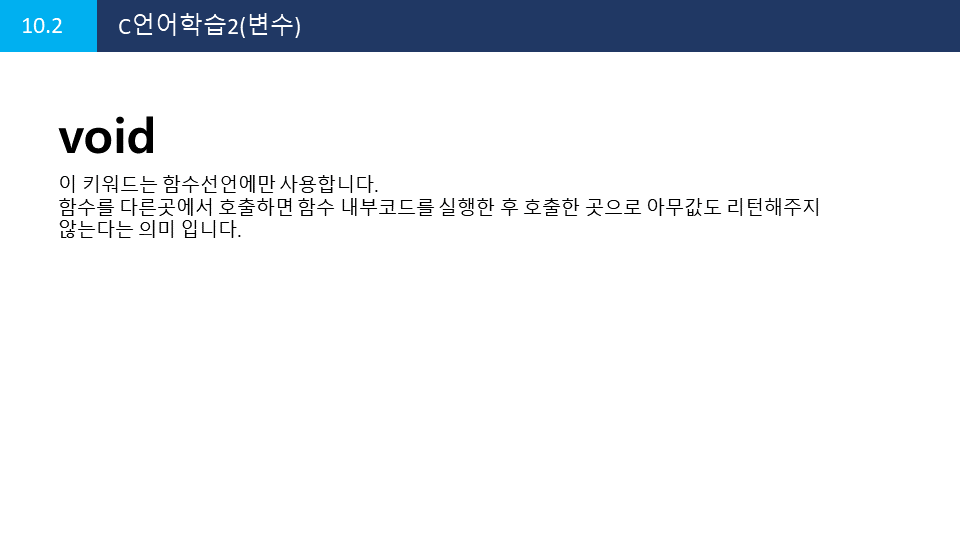 10.2
C언어학습2(변수)
void
이 키워드는 함수선언에만 사용합니다.
함수를 다른곳에서 호출하면 함수 내부코드를 실행한 후 호출한 곳으로 아무값도 리턴해주지
않는다는 의미 입니다.